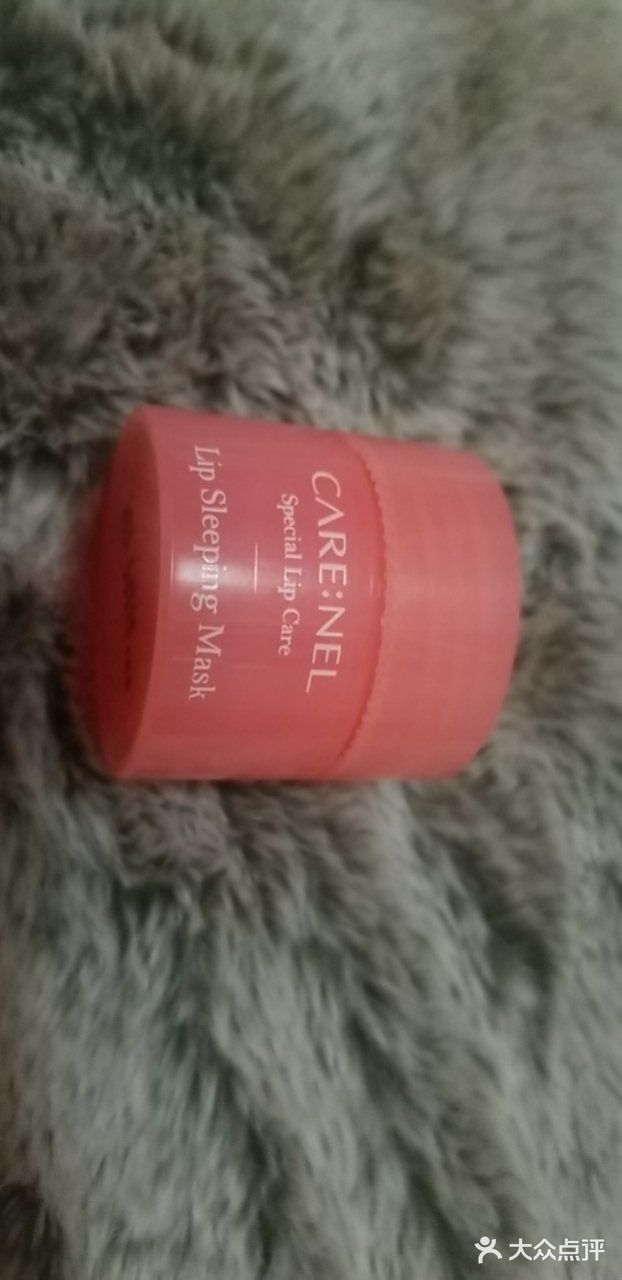 CARE:NEL
Special Lip Care
Lip Sleeping Mask
大众点评